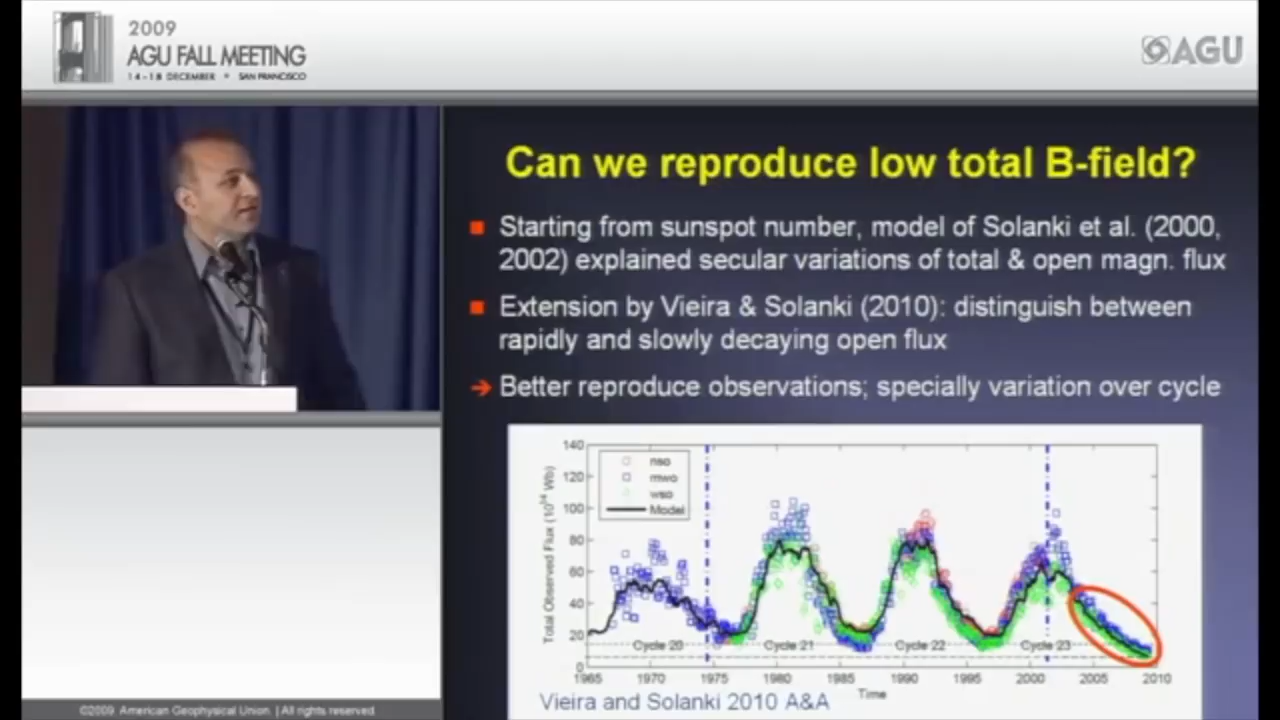 2009
AGU FALL MEETING
14-18 DECEMBER • SAN FRANCISCO
AGU
Can we reproduce low total B-field?
Starting from sunspot number, model of Solanki et al. (2000,
2002) explained secular variations of total & open magn. flux
Extension by Vieira & Solanki (2010): distinguish between
rapidly and slowly decaying open flux
→ Better reproduce observations; specially variation over cycle
Total Observed Flux (10¹⁴ Wb)
140
120
100
80
60
40
20
0
nso
mwo
wso
Model
Cycle 20 Cycle 21 Cycle 22 Cycle 23
1965 1970 1975 1980 1985 1990 1995 2000 2005 2010
Time
Vieira and Solanki 2010 A&A
©2009. American Geophysical Union. | All rights reserved.